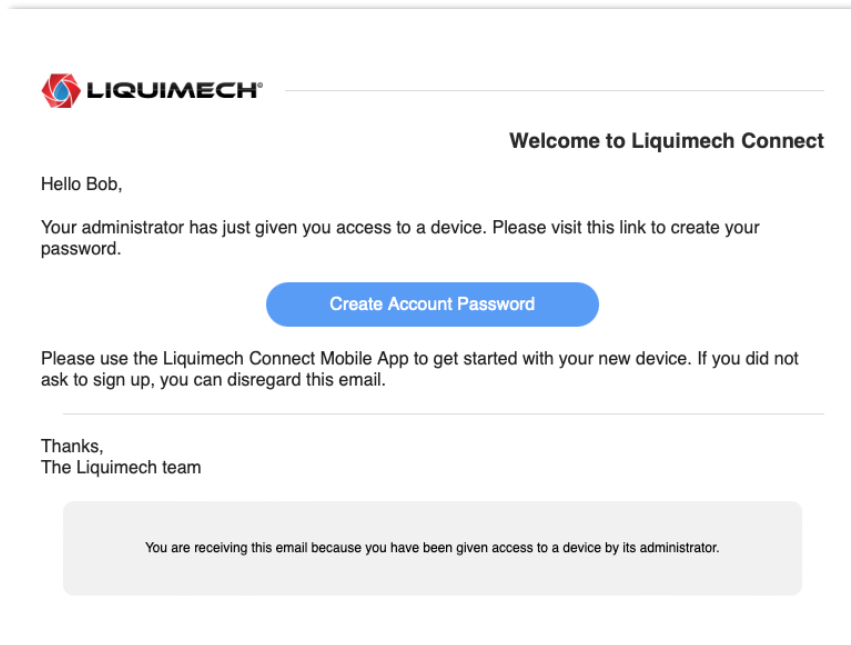 LIQUIMECH®
Welcome to Liquimech Connect
Hello Bob,
Your administrator has just given you access to a device. Please visit this link to create your
password.
Create Account Password
Please use the Liquimech Connect Mobile App to get started with your new device. If you did not
ask to sign up, you can disregard this email.
Thanks,
The Liquimech team
You are receiving this email because you have been given access to a device by its administrator.